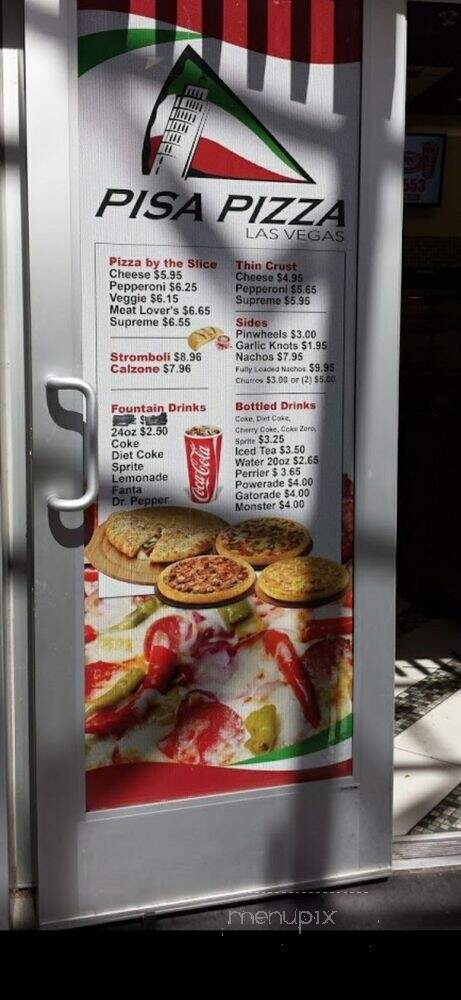 PISA PIZZA
LAS VEGAS
Pizza by the Slice
Cheese $5.95
Pepperoni $6.25
Veggie $6.15
Meat Lover's $6.65
Supreme $6.55
Stromboli $8.96
Calzone $7.96
Fountain Drinks
24oz $2.50
Coke
Diet Coke
Sprite
Lemonade
Fanta
Dr. Pepper
Coca-Cola
Thin Crust
Cheese $4.95
Pepperoni $5.65
Supreme $5.95
Sides
Pinwheels $3.00
Garlic Knots $1.95
Nachos $7.95
Fully Loaded Nachos $9.95
Churros $3.00 or (2) $5.00
Bottled Drinks
Coke, Diet Coke,
Cherry Coke, Coke Zero,
Sprite $3.25
Iced Tea $3.50
Water 20oz $2.65
Perrier $ 3.65
Powerade $4.00
Gatorade $4.00
Monster $4.00
553
menupix